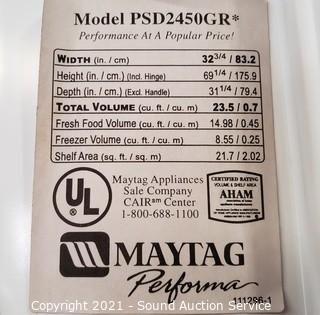 Model PSD2450GR*
Performance At A Popular Price!
WIDTH (in / cm) 32 3/4 / 83.2
Height (in. / cm.) (Incl. Hinge) 69 1/4 / 175.9
Depth (in. / cm.) (Excl. Handle) 31 1/4 / 79.4
TOTAL VOLUME (cu. ft. / cu. m) 23.5 / 0.7
Fresh Food Volume (cu. ft. / cu. m) 14.98 / 0.45
Freezer Volume (cu. ft. / cu. m) 8.55 / 0.25
Shelf Area (sq. ft. / sq. m) 21.7 / 2.02
UL
Maytag Appliances
Sale Company
CAIR℠ Center
1-800-688-1100
CERTIFIED RATING
VOLUME & SHELF AREA
AHAM
MAYTAG
Performa
111286-1
Copyright 2021 - Sound Auction Service